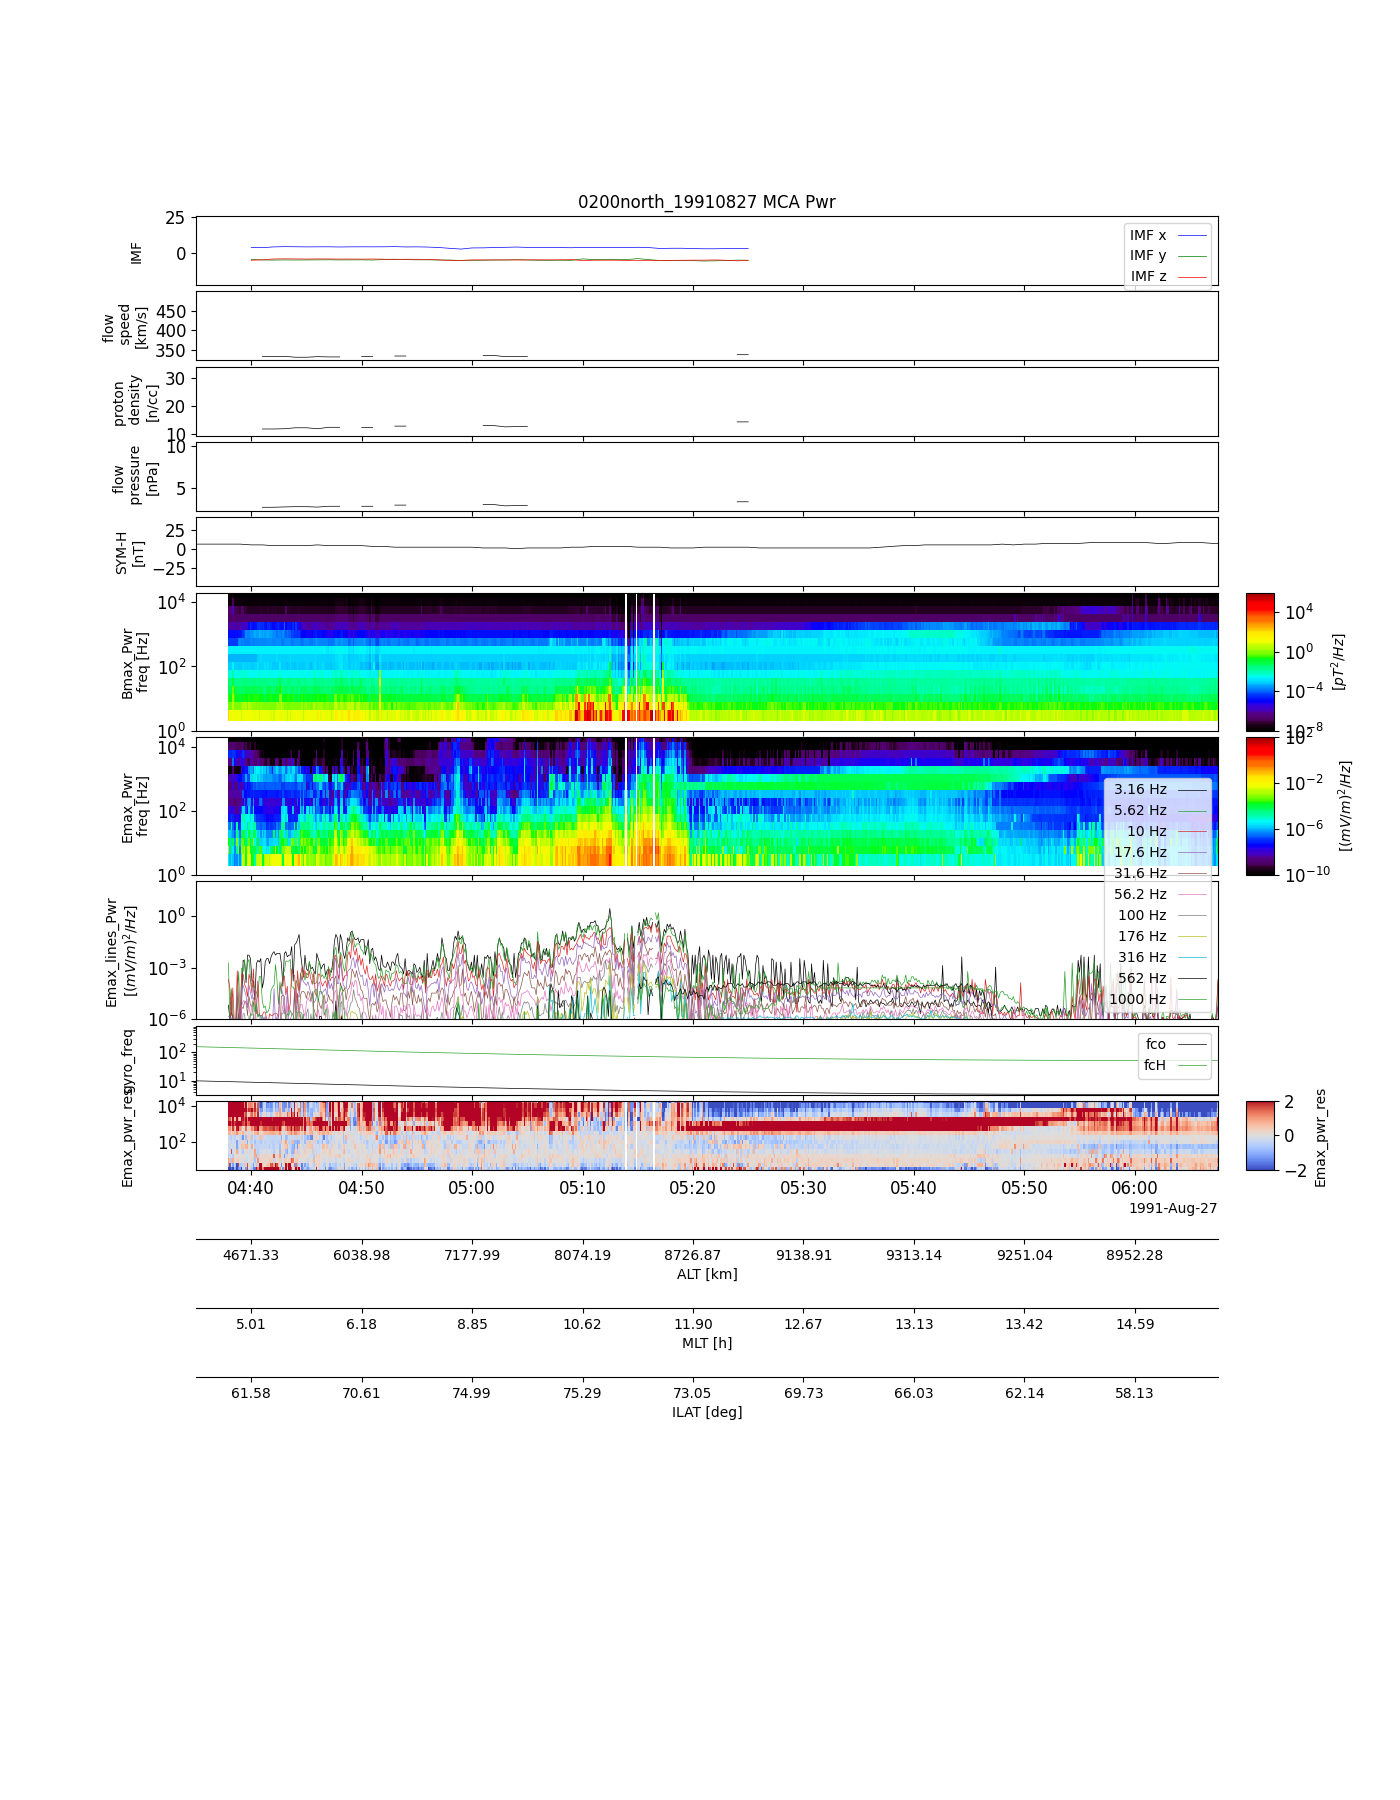 0200north_19910827 MCA Pwr
25
0
IMF
IMF x
IMF y
IMF z
450
400
350
flow
speed
[km/s]
30
20
10
proton
density
[n/cc]
10
5
flow
pressure
[nPa]
25
0
−25
SYM-H
[nT]
10^4
10^2
10^0
Bmax_Pwr
freq [Hz]
10^4
10^0
10^−4
10^−8
[pT^2/Hz]
10^4
10^2
10^0
Emax_Pwr
freq [Hz]
10^2
10^−2
10^−6
10^−10
[(mV/m)^2/Hz]
3.16 Hz
5.62 Hz
10 Hz
17.6 Hz
31.6 Hz
56.2 Hz
100 Hz
176 Hz
316 Hz
562 Hz
1000 Hz
10^0
10^−3
10^−6
Emax_lines_Pwr
[(mV/m)^2/Hz]
10^2
10^1
gyro_freq
fco
fcH
10^4
10^2
Emax_pwr_res
2
0
−2
Emax_pwr_res
04:40 04:50 05:00 05:10 05:20 05:30 05:40 05:50 06:00
1991-Aug-27
4671.33 6038.98 7177.99 8074.19 8726.87 9138.91 9313.14 9251.04 8952.28
ALT [km]
5.01 6.18 8.85 10.62 11.90 12.67 13.13 13.42 14.59
MLT [h]
61.58 70.61 74.99 75.29 73.05 69.73 66.03 62.14 58.13
ILAT [deg]